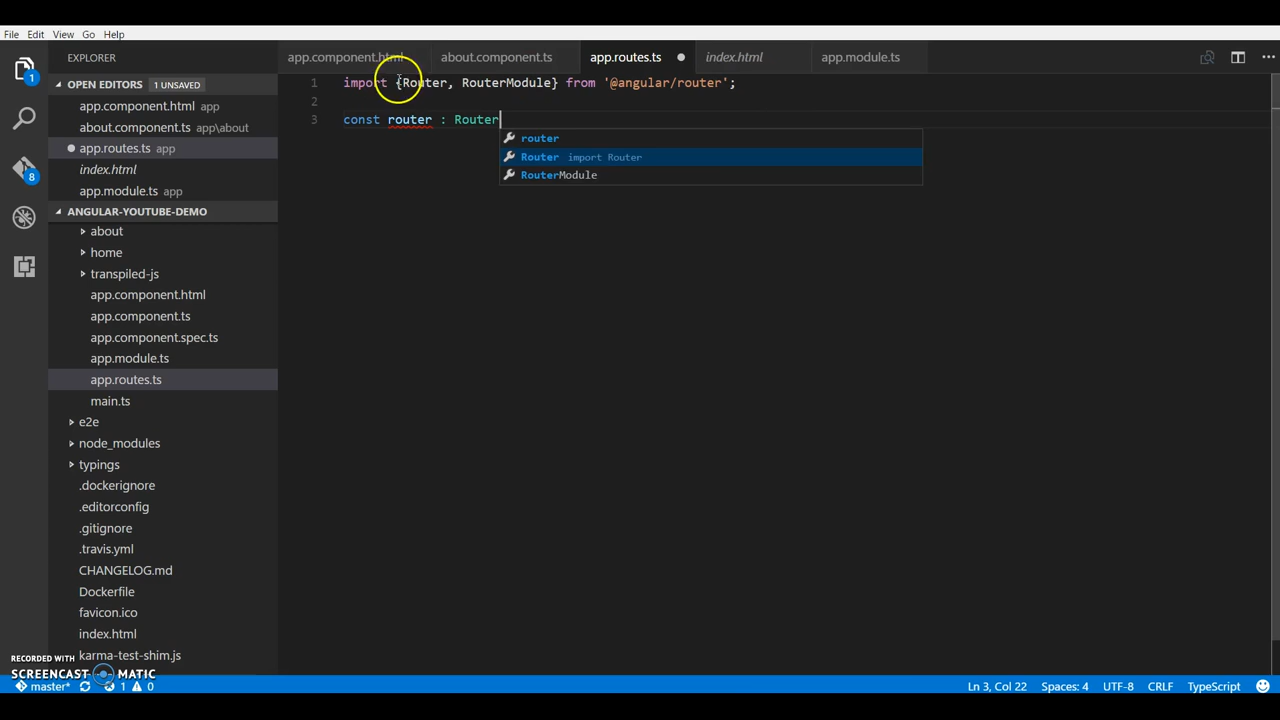 File Edit View Go Help
EXPLORER
app.component.html
about.component.ts
app.routes.ts
index.html
app.module.ts
OPEN EDITORS 1 UNSAVED
app.component.html app
about.component.ts app\about
app.routes.ts app
index.html
app.module.ts app
ANGULAR-YOUTUBE-DEMO
about
home
transpiled-js
app.component.html
app.component.ts
app.component.spec.ts
app.module.ts
app.routes.ts
main.ts
e2e
node_modules
typings
.dockerignore
.editorconfig
.gitignore
.travis.yml
CHANGELOG.md
Dockerfile
favicon.ico
index.html
karma-test-shim.js
1
8
1 import {Router, RouterModule} from '@angular/router';
2
3 const router : Router
router
Router import Router
RouterModule
RECORDED WITH
SCREENCAST MATIC
master* 1 0
Ln 3, Col 22 Spaces: 4 UTF-8 CRLF TypeScript